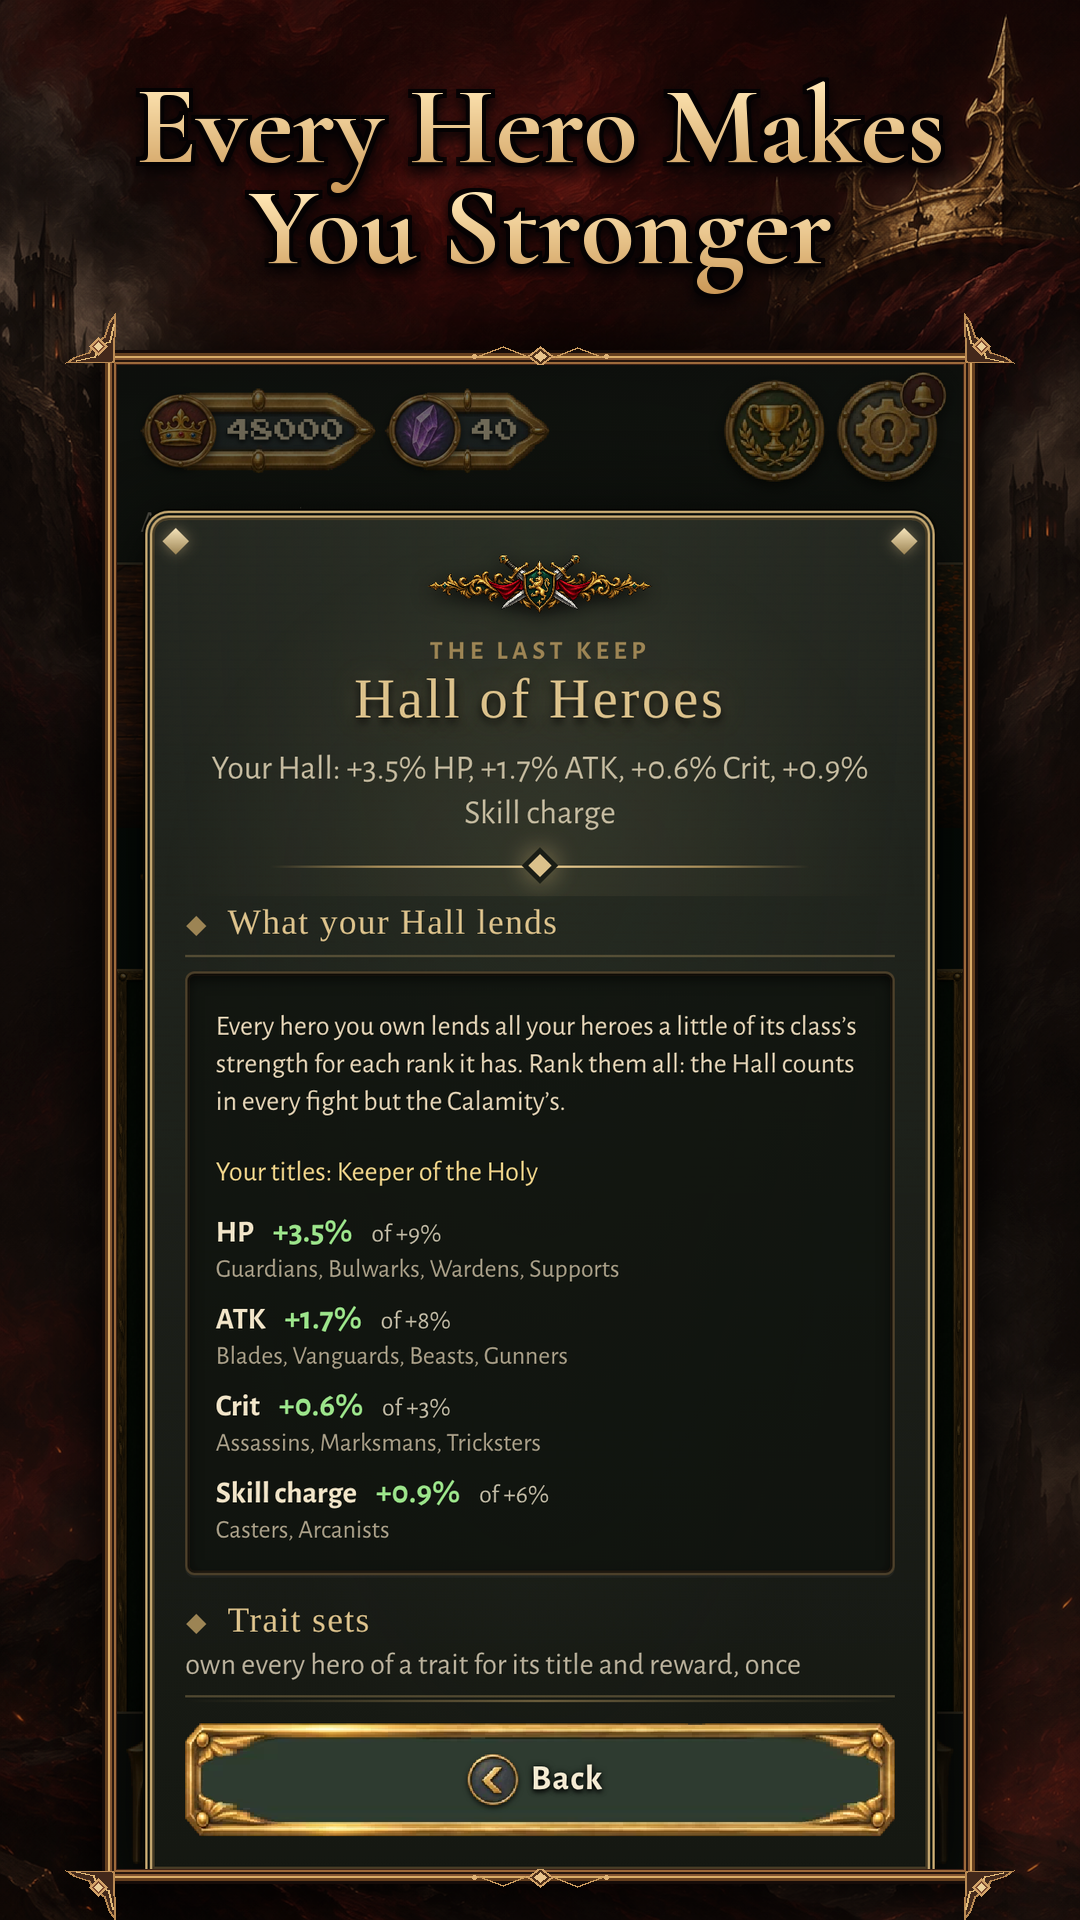 Every Hero Makes
You Stronger
48000
40
THE LAST KEEP
Hall of Heroes
Your Hall: +3.5% HP, +1.7% ATK, +0.6% Crit, +0.9%
Skill charge
What your Hall lends
Every hero you own lends all your heroes a little of its class’s
strength for each rank it has. Rank them all: the Hall counts
in every fight but the Calamity’s.
Your titles: Keeper of the Holy
HP +3.5% of +9%
Guardians, Bulwarks, Wardens, Supports
ATK +1.7% of +8%
Blades, Vanguards, Beasts, Gunners
Crit +0.6% of +3%
Assassins, Marksmans, Tricksters
Skill charge +0.9% of +6%
Casters, Arcanists
Trait sets
own every hero of a trait for its title and reward, once
Back